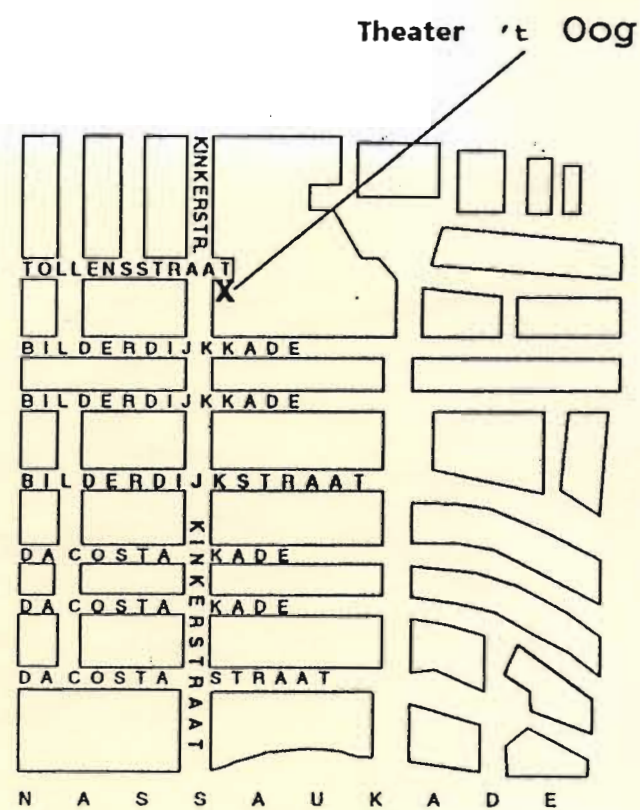 Theater 't Oog
KINKERSTR.
TOLLENSSTRAAT
X
BILDERDIJKKADE
BILDERDIJKKADE
BILDERDIJKSTRAAT
KINKERSTRAAT
DA COSTA KADE
DA COSTA KADE
DA COSTA STRAAT
NASSAUKADE